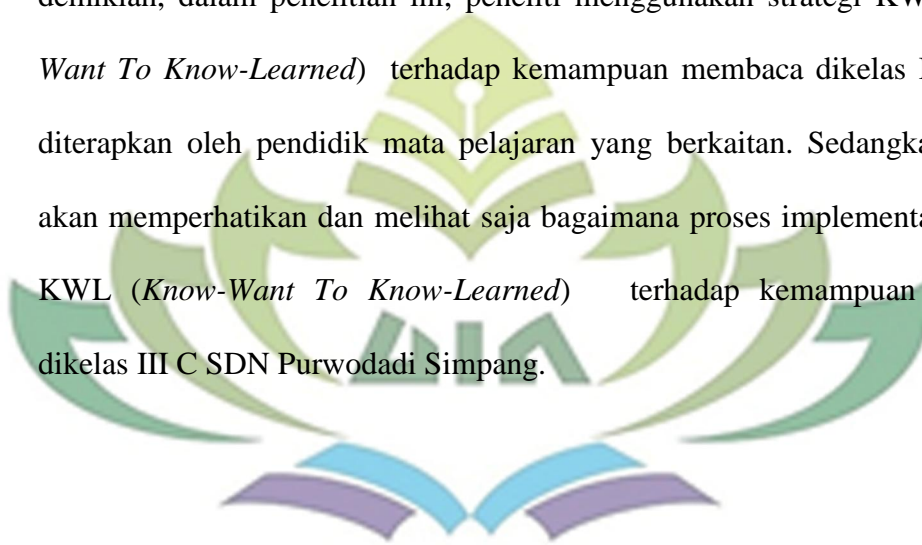 demikian, dalam penelitian ini, peneliti menggunakan strategi KW
Want To Know-Learned) terhadap kemampuan membaca dikelas
diterapkan oleh pendidik mata pelajaran yang berkaitan. Sedangka
akan memperhatikan dan melihat saja bagaimana proses implementa
KWL (Know-Want To Know-Learned) terhadap kemampuan
dikelas III C SDN Purwodadi Simpang.